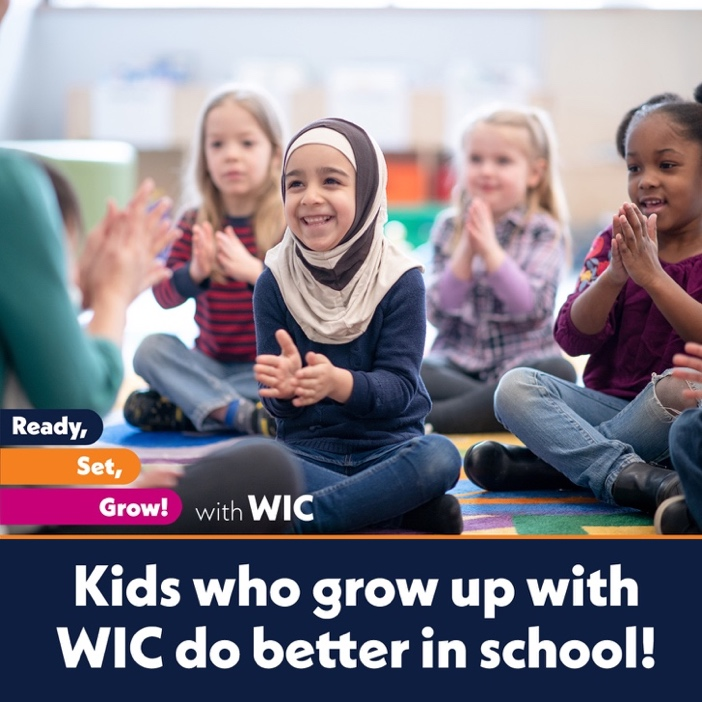 Ready,
Set,
Grow! with WIC
Kids who grow up with
WIC do better in school!